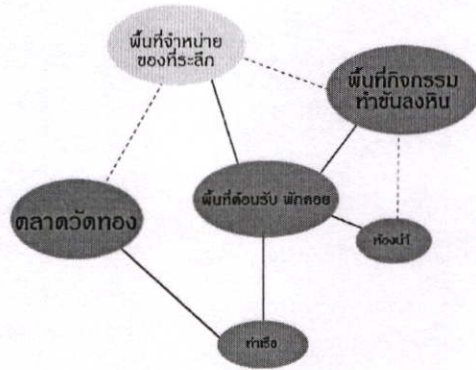 พื้นที่จำหน่าย
ของที่ระลึก
พื้นที่กิจกรรม
ทำขันลงหิน
พื้นที่ต้อนรับ พักคอย
ตลาดวัดทอง
ห้องน้ำ
ท่าเรือ